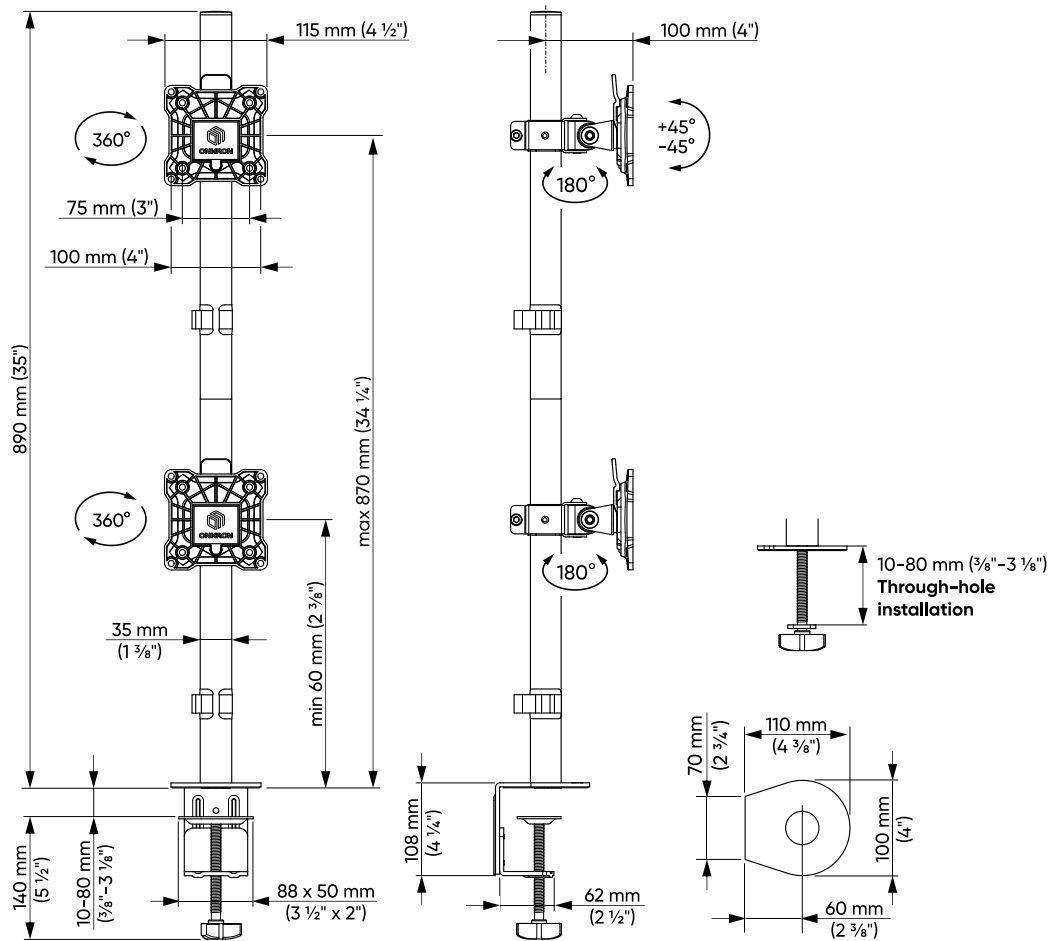 115 mm (4 ½")
100 mm (4")
360°
ONKRON
+45°
-45°
180°
75 mm (3")
100 mm (4")
890 mm (35")
max 870 mm (34 ¼")
360°
ONKRON
180°
min 60 mm (2 ⅜")
35 mm
(1 ⅜")
10-80 mm (⅜"-3 ⅛")
Through-hole
installation
110 mm
(4 ⅜")
70 mm
(2 ¾")
100 mm
(4")
60 mm
(2 ⅜")
108 mm
(4 ¼")
62 mm
(2 ½")
140 mm
(5 ½")
10-80 mm
(⅜"-3 ⅛")
88 x 50 mm
(3 ½" x 2")